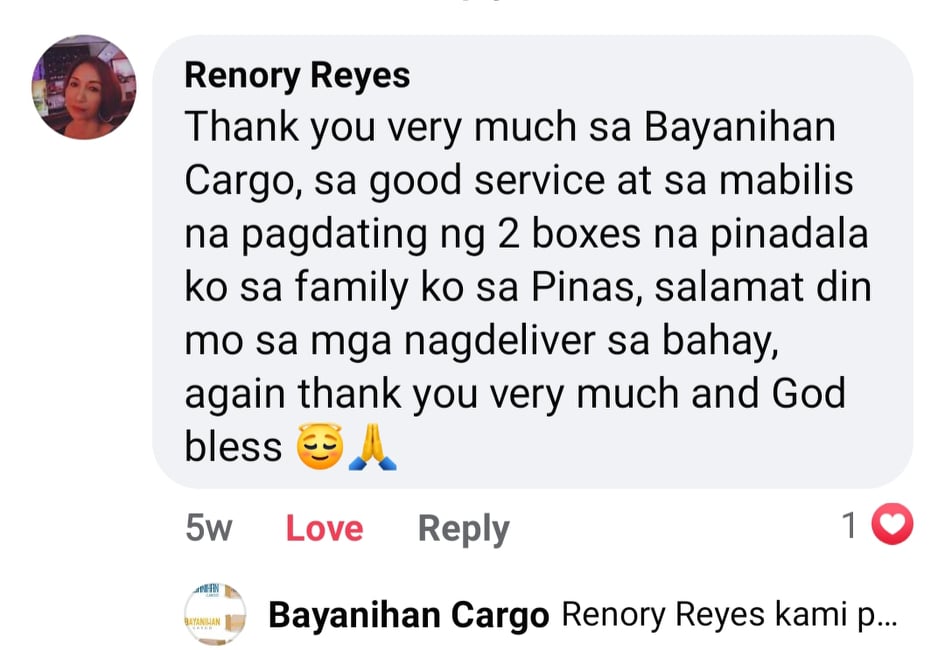 Renory Reyes
Thank you very much sa Bayanihan
Cargo, sa good service at sa mabilis
na pagdating ng 2 boxes na pinadala
ko sa family ko sa Pinas, salamat din
mo sa mga nagdeliver sa bahay,
again thank you very much and God
bless 😇🙏
5w Love Reply 1
BAYANIHAN
Bayanihan Cargo Renory Reyes kami p...